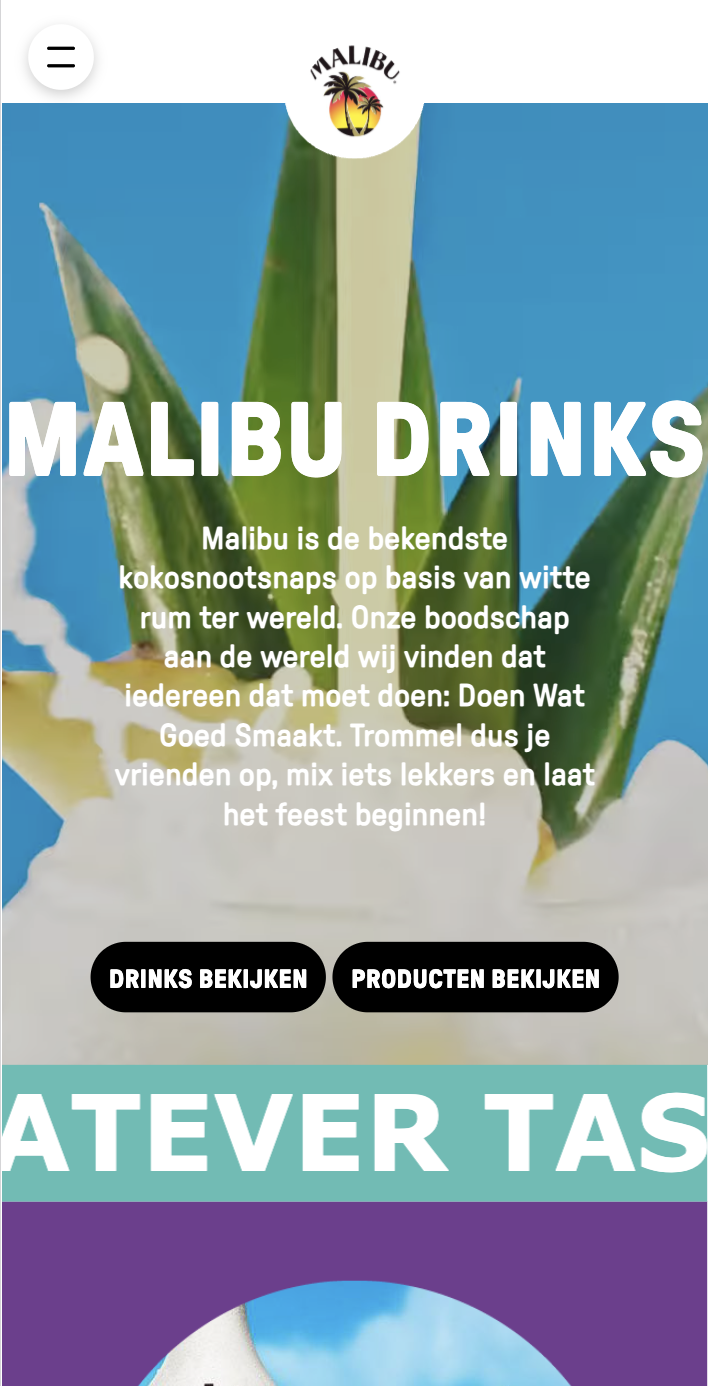 MALIBU
MALIBU DRINKS
Malibu is de bekendste
kokosnootsnaps op basis van witte
rum ter wereld. Onze boodschap
aan de wereld wij vinden dat
iedereen dat moet doen: Doen Wat
Goed Smaakt. Trommel dus je
vrienden op, mix iets lekkers en laat
het feest beginnen!
DRINKS BEKIJKEN PRODUCTEN BEKIJKEN
ATEVER TAS